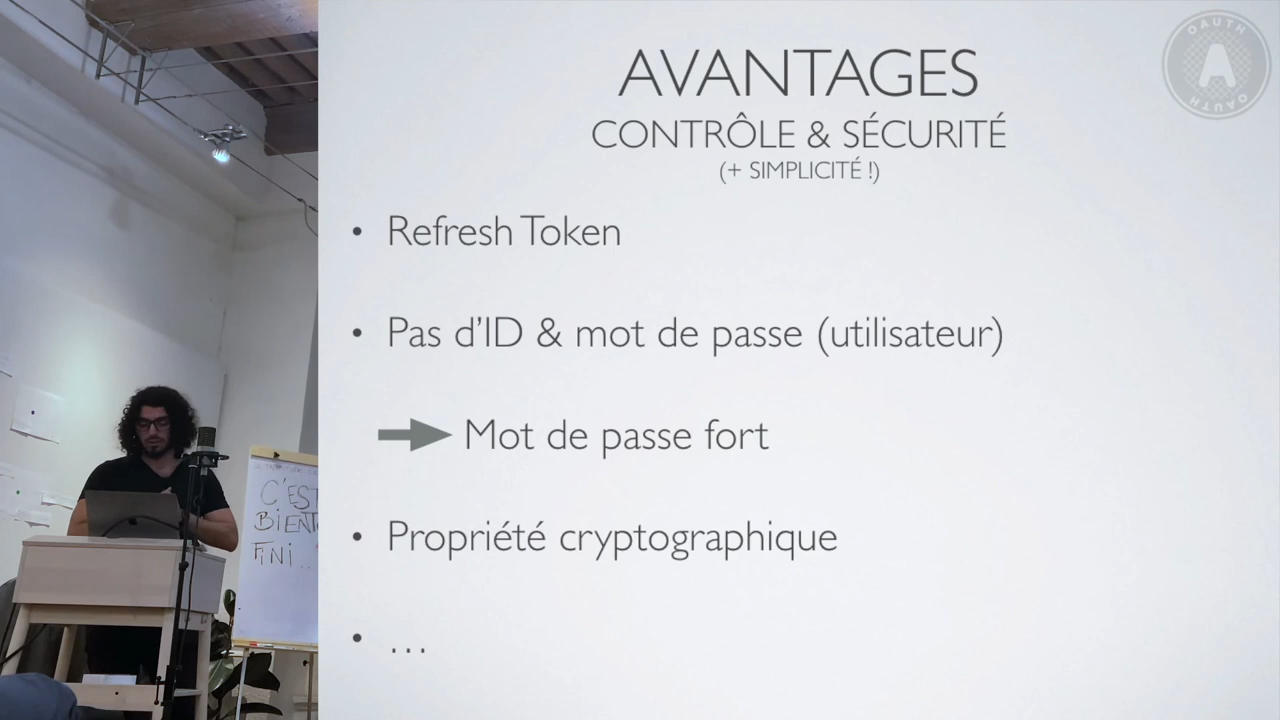 AVANTAGES
CONTRÔLE & SÉCURITÉ
(+ SIMPLICITÉ !)
• Refresh Token
• Pas d'ID & mot de passe (utilisateur)
Mot de passe fort
• Propriété cryptographique
• ...
OAUTH
A
OAUTH
C'EST
BIENT
FINI..